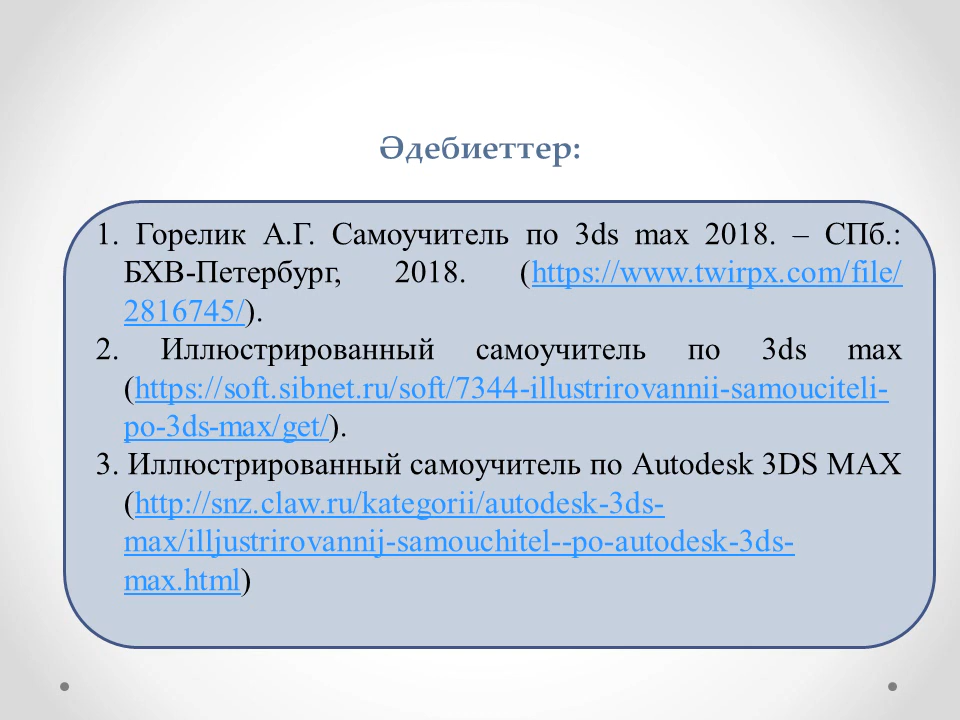 Әдебиеттер:
1. Горелик А.Г. Самоучитель по 3ds max 2018. – СПб.:
БХВ-Петербург, 2018. (https://www.twirpx.com/file/
2816745/).
2. Иллюстрированный самоучитель по 3ds max
(https://soft.sibnet.ru/soft/7344-illustrirovannii-samouciteli-
po-3ds-max/get/).
3. Иллюстрированный самоучитель по Autodesk 3DS MAX
(http://snz.claw.ru/kategorii/autodesk-3ds-
max/illjustrirovannij-samouchitel--po-autodesk-3ds-
max.html)